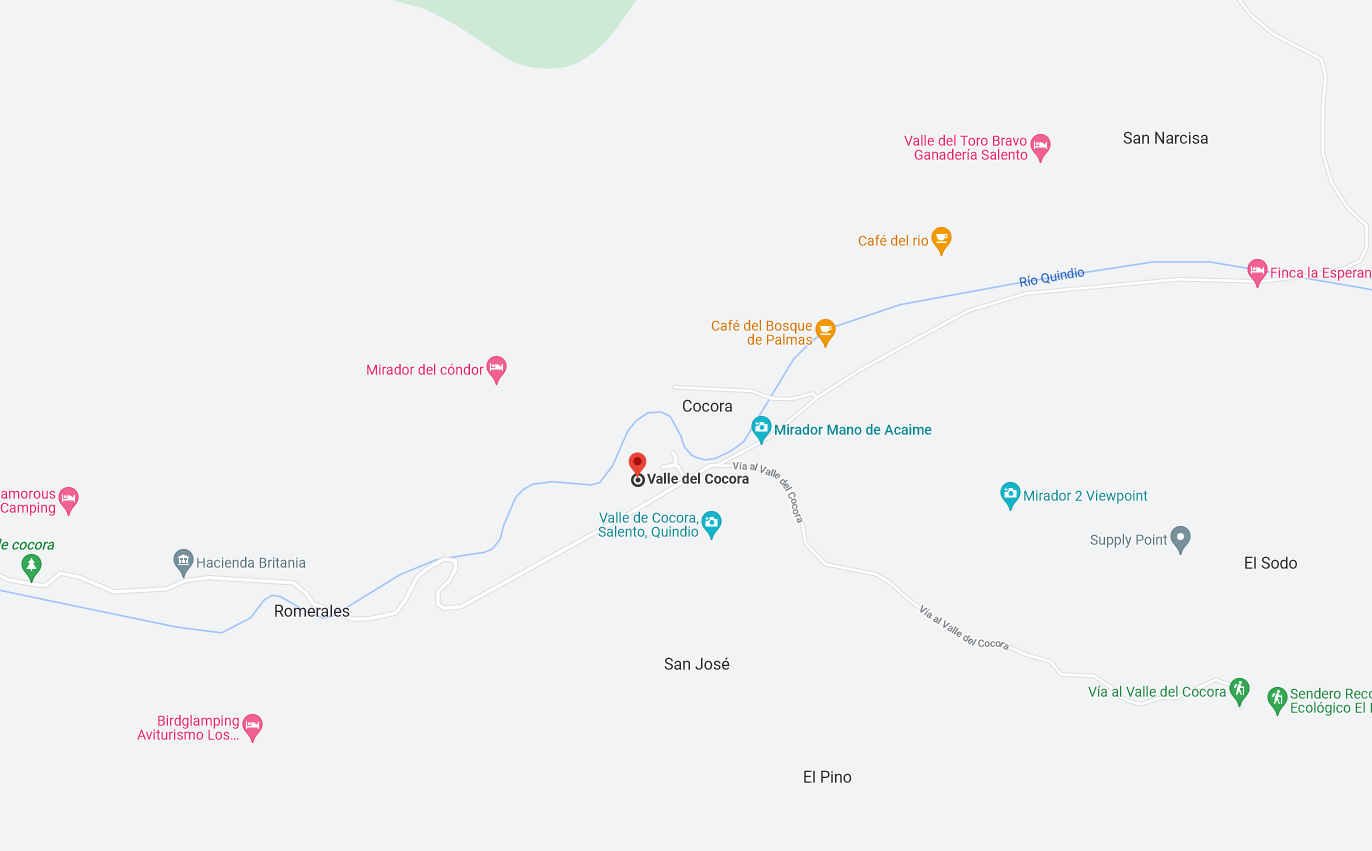 San Narcisa
Valle del Toro Bravo
Ganadería Salento
Café del rio
Río Quindio
Finca la Esperan
Café del Bosque
de Palmas
Mirador del cóndor
Cocora
Mirador Mano de Acaime
Vía al Valle del Cocora
Valle del Cocora
amorous
Camping
Mirador 2 Viewpoint
Valle de Cocora,
Salento, Quindio
Supply Point
le cocora
Hacienda Britania
El Sodo
Romerales
Vía al Valle del Cocora
San José
Vía al Valle del Cocora
Sendero Reco
Ecológico El
Birdglamping
Aviturismo Los...
El Pino